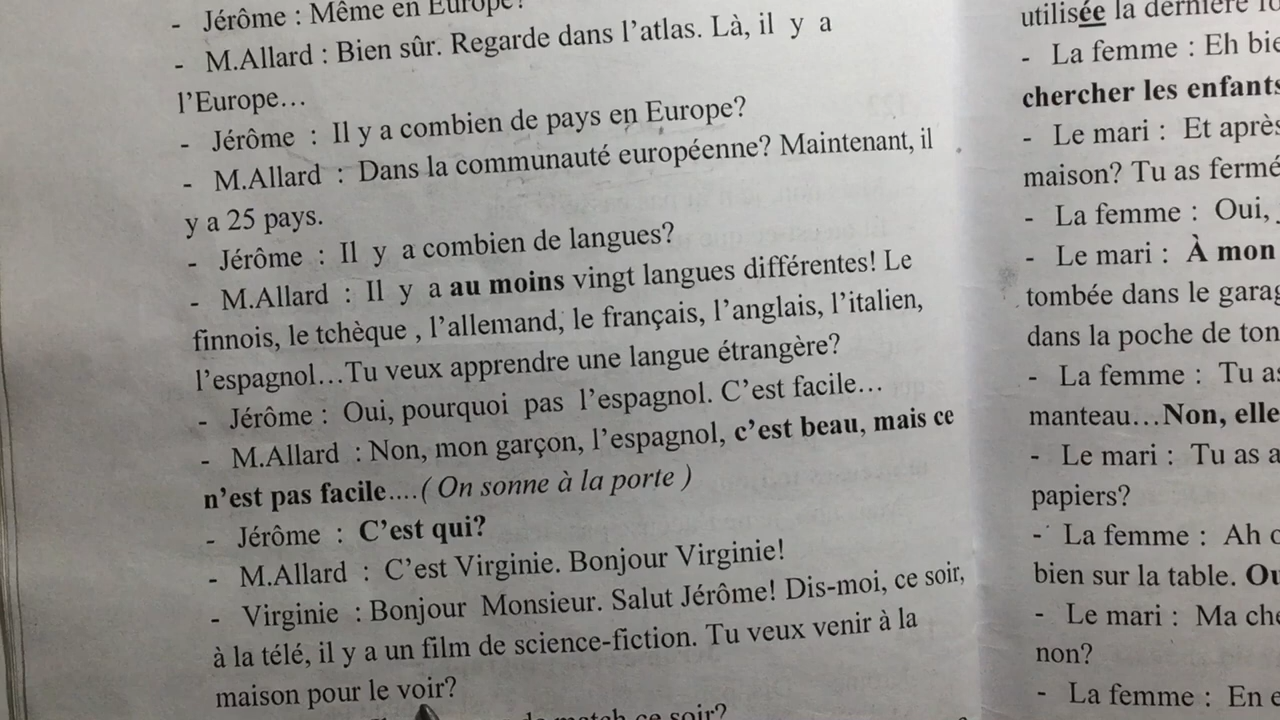 - Jérôme : Même en Europe?
- M.Allard : Bien sûr. Regarde dans l’atlas. Là, il y a
l’Europe…
- Jérôme : Il y a combien de pays en Europe?
- M.Allard : Dans la communauté européenne? Maintenant, il
y a 25 pays.
- Jérôme : Il y a combien de langues?
- M.Allard : Il y a au moins vingt langues différentes! Le
finnois, le tchèque , l’allemand, le français, l’anglais, l’italien,
l’espagnol…Tu veux apprendre une langue étrangère?
- Jérôme : Oui, pourquoi pas l’espagnol. C’est facile…
- M.Allard : Non, mon garçon, l’espagnol, c’est beau, mais ce
n’est pas facile....( On sonne à la porte )
- Jérôme : C’est qui?
- M.Allard : C’est Virginie. Bonjour Virginie!
- Virginie : Bonjour Monsieur. Salut Jérôme! Dis-moi, ce soir,
à la télé, il y a un film de science-fiction. Tu veux venir à la
maison pour le voir?
match ce soir?
utilisée la dernière
- La femme : Eh
chercher les enfants
- Le mari : Et après
maison? Tu as fermé
- La femme : Oui,
- Le mari : À mon
tombée dans le
dans la poche de ton
- La femme : Tu
manteau…Non, elle
- Le mari : Tu as
papiers?
- La femme : Ah
bien sur la table.
- Le mari : Ma
non?
- La femme : En